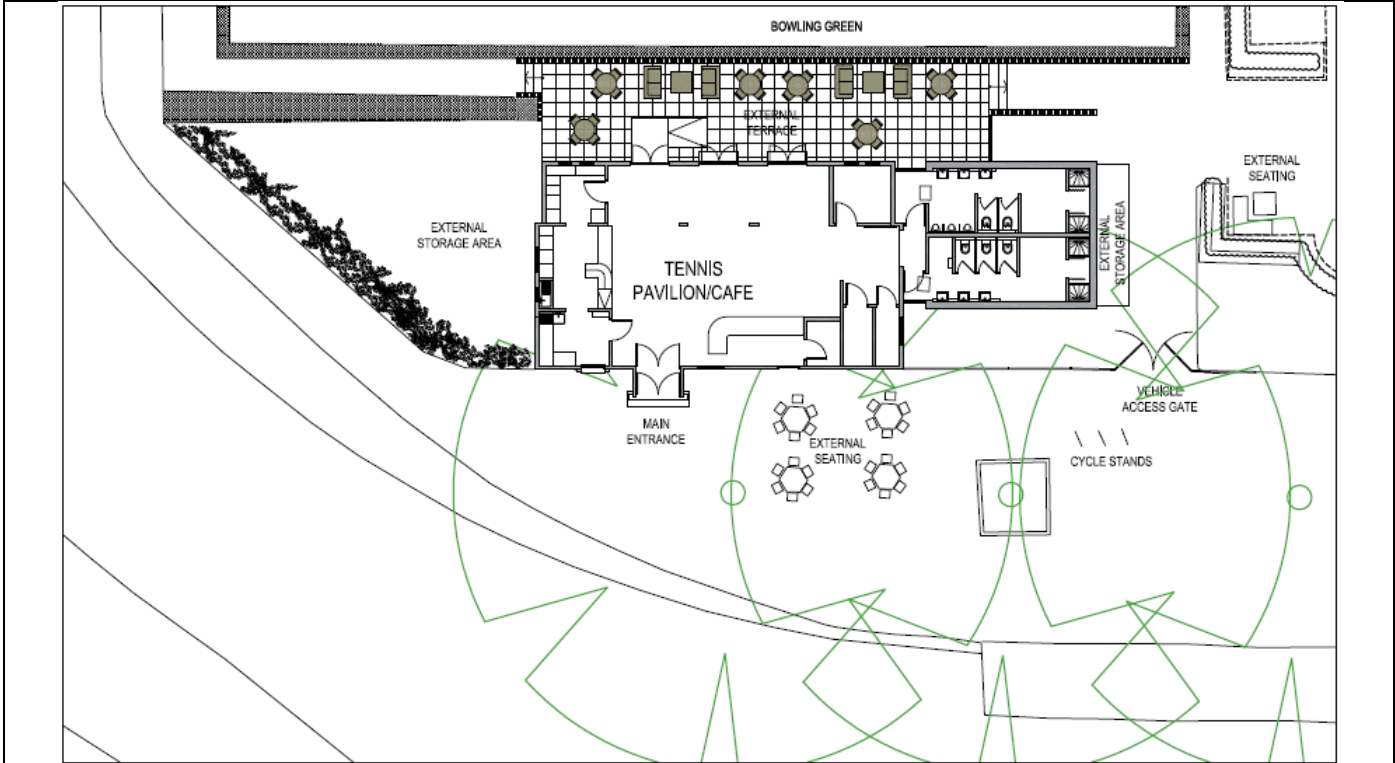 BOWLING GREEN
EXTERNAL
TERRACE
EXTERNAL
SEATING
EXTERNAL
STORAGE AREA
EXTERNAL
STORAGE AREA
TENNIS
PAVILION/CAFE
VEHICLE
ACCESS GATE
MAIN
ENTRANCE
EXTERNAL
SEATING
CYCLE STANDS